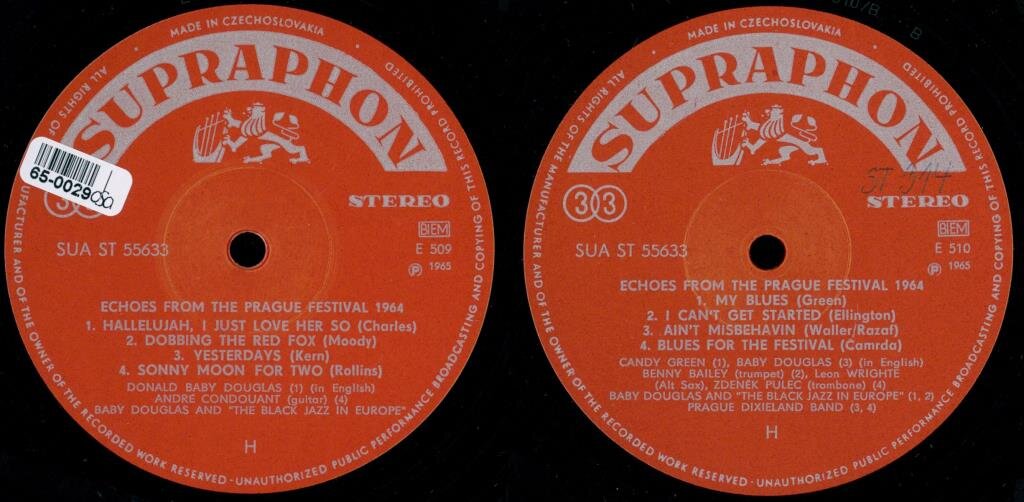 MADE IN CZECHOSLOVAKIA
SUPRAPHON
65-0029
33
STEREO
SUA ST 55633
BIEM
E 509
Ⓟ 1965
ECHOES FROM THE PRAGUE FESTIVAL 1964
1. HALLELUJAH, I JUST LOVE HER SO (Charles)
2. DOBBING THE RED FOX (Moody)
3. YESTERDAYS (Kern)
4. SONNY MOON FOR TWO (Rollins)
DONALD BABY DOUGLAS (1) (in English)
ANDRÉ CONDOUANT (guitar) (4)
BABY DOUGLAS AND "THE BLACK JAZZ IN EUROPE"
H
ALL RIGHTS OF
UFACTURER AND OF THE OWNER OF THE RECORDED WORK RESERVED - UNAUTHORIZED PUBLIC PERFORMANCE BROADCASTING AND COPYING OF THIS RECORD PROHIBITED
MADE IN CZECHOSLOVAKIA
SUPRAPHON
ST 344
33
STEREO
SUA ST 55633
BIEM
E 510
Ⓟ 1965
ECHOES FROM THE PRAGUE FESTIVAL 1964
1. MY BLUES (Green)
2. I CAN'T GET STARTED (Ellington)
3. AIN'T MISBEHAVIN (Waller/Razaf)
4. BLUES FOR THE FESTIVAL (Camrda)
CANDY GREEN (1), BABY DOUGLAS (3) (in English)
BENNY BAILEY (trumpet) (2), Leon WRIGHTE
(Alt Sax), ZDENĚK PULEC (trombone) (4)
BABY DOUGLAS AND "THE BLACK JAZZ IN EUROPE" (1, 2)
PRAGUE DIXIELAND BAND (3, 4)
H
ALL RIGHTS OF THE MANUFACTURER AND OF THE OWNER OF THE RECORDED WORK RESERVED - UNAUTHORIZED PUBLIC PERFORMANCE BROADCASTING AND COPYING OF THIS RECORD PROHIBITED